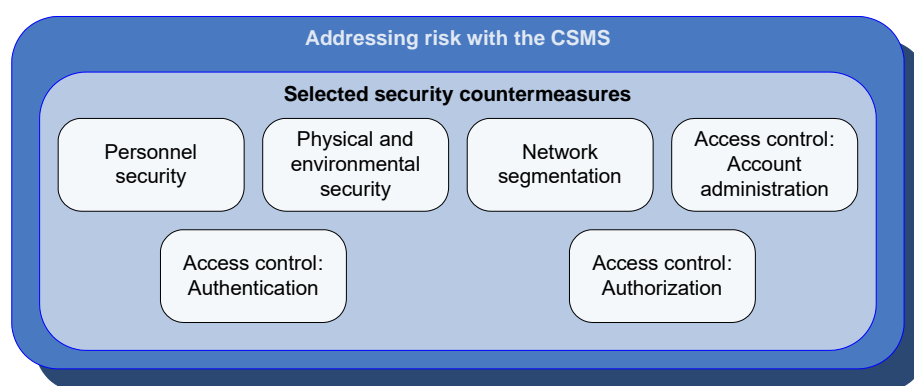 Addressing risk with the CSMS
Selected security countermeasures
Personnel
security
Physical and
environmental
security
Network
segmentation
Access control:
Account
administration
Access control:
Authentication
Access control:
Authorization